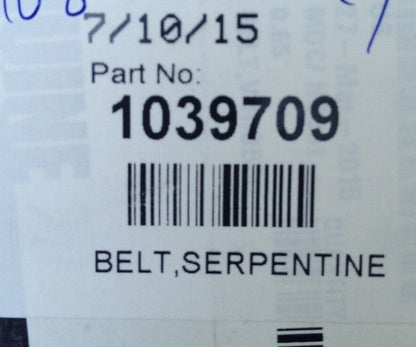 7/10/15
Part No:
1039709
BELT,SERPENTINE